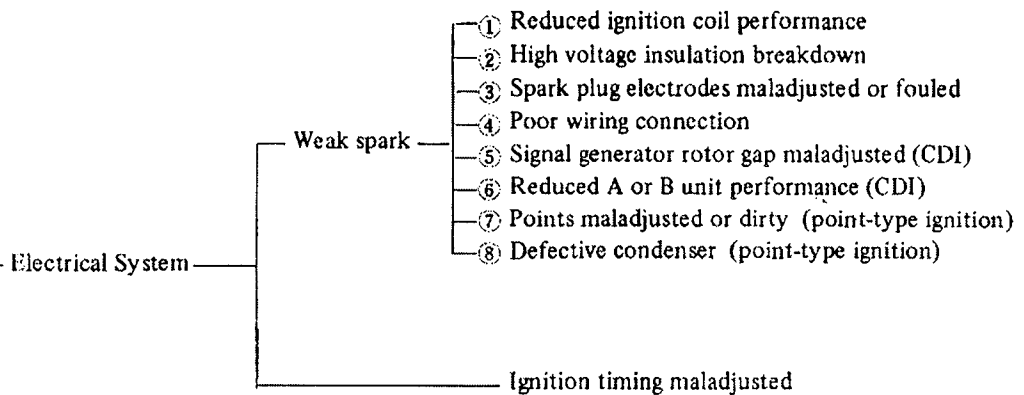 ① Reduced ignition coil performance
② High voltage insulation breakdown
③ Spark plug electrodes maladjusted or fouled
Weak spark
④ Poor wiring connection
⑤ Signal generator rotor gap maladjusted (CDI)
⑥ Reduced A or B unit performance (CDI)
⑦ Points maladjusted or dirty (point-type ignition)
⑧ Defective condenser (point-type ignition)
Electrical System
Ignition timing maladjusted